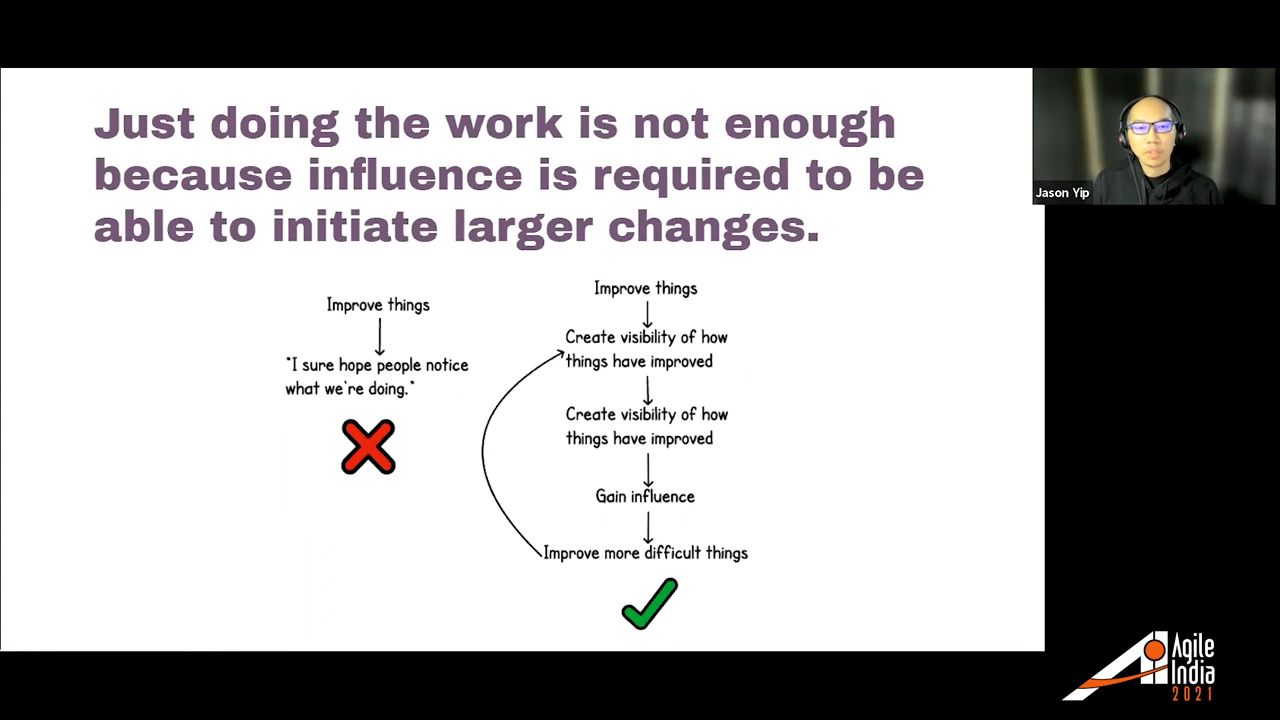 Just doing the work is not enough
because influence is required to be
able to initiate larger changes.
Improve things
"I sure hope people notice
what we're doing."
Improve things
Create visibility of how
things have improved
Create visibility of how
things have improved
Gain influence
Improve more difficult things
Jason Yip
Agile
India
2021